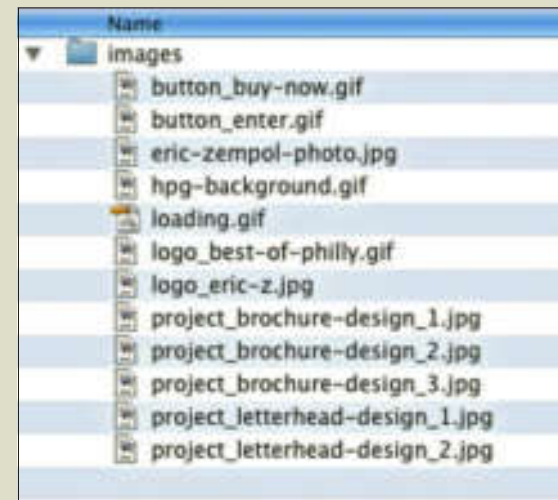 Name
images
button_buy-now.gif
button_enter.gif
eric-zempol-photo.jpg
hpg-background.gif
loading.gif
logo_best-of-philly.gif
logo_eric-z.jpg
project_brochure-design_1.jpg
project_brochure-design_2.jpg
project_brochure-design_3.jpg
project_letterhead-design_1.jpg
project_letterhead-design_2.jpg